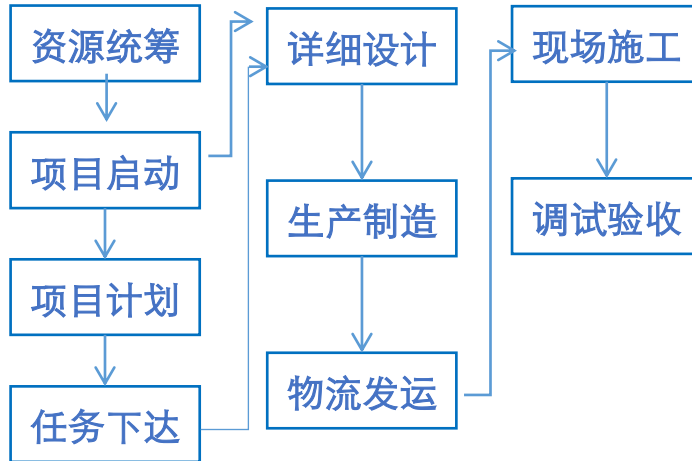 资源统筹
项目启动
项目计划
任务下达
详细设计
生产制造
物流发运
现场施工
调试验收